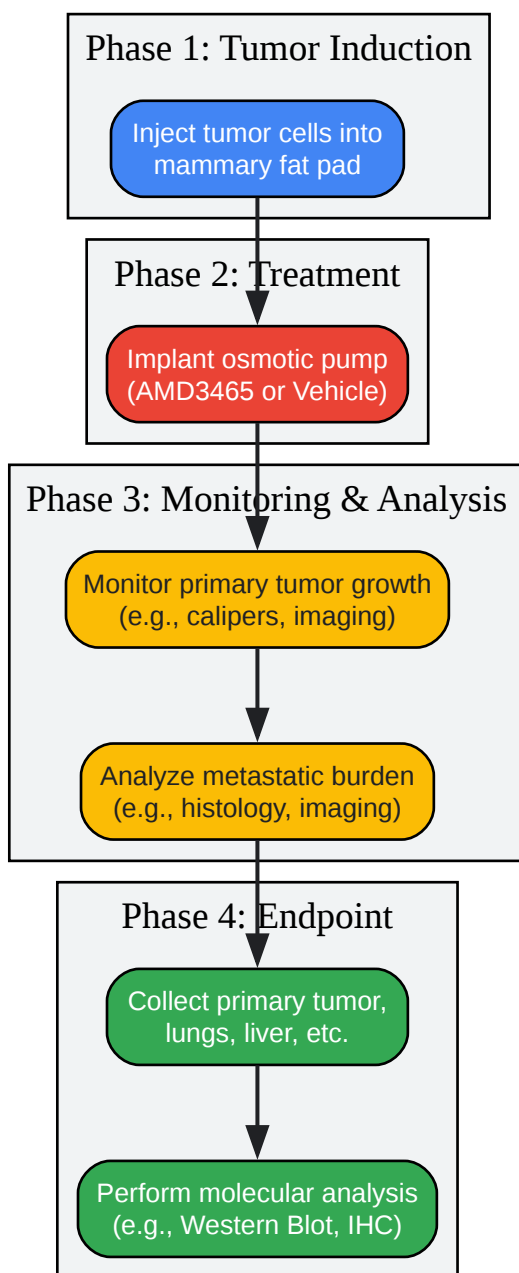 Phase 1: Tumor Induction
Inject tumor cells into
mammary fat pad
Phase 2: Treatment
Implant osmotic pump
(AMD3465 or Vehicle)
Phase 3: Monitoring & Analysis
Monitor primary tumor growth
(e.g., calipers, imaging)
Analyze metastatic burden
(e.g., histology, imaging)
Phase 4: Endpoint
Collect primary tumor,
lungs, liver, etc.
Perform molecular analysis
(e.g., Western Blot, IHC)